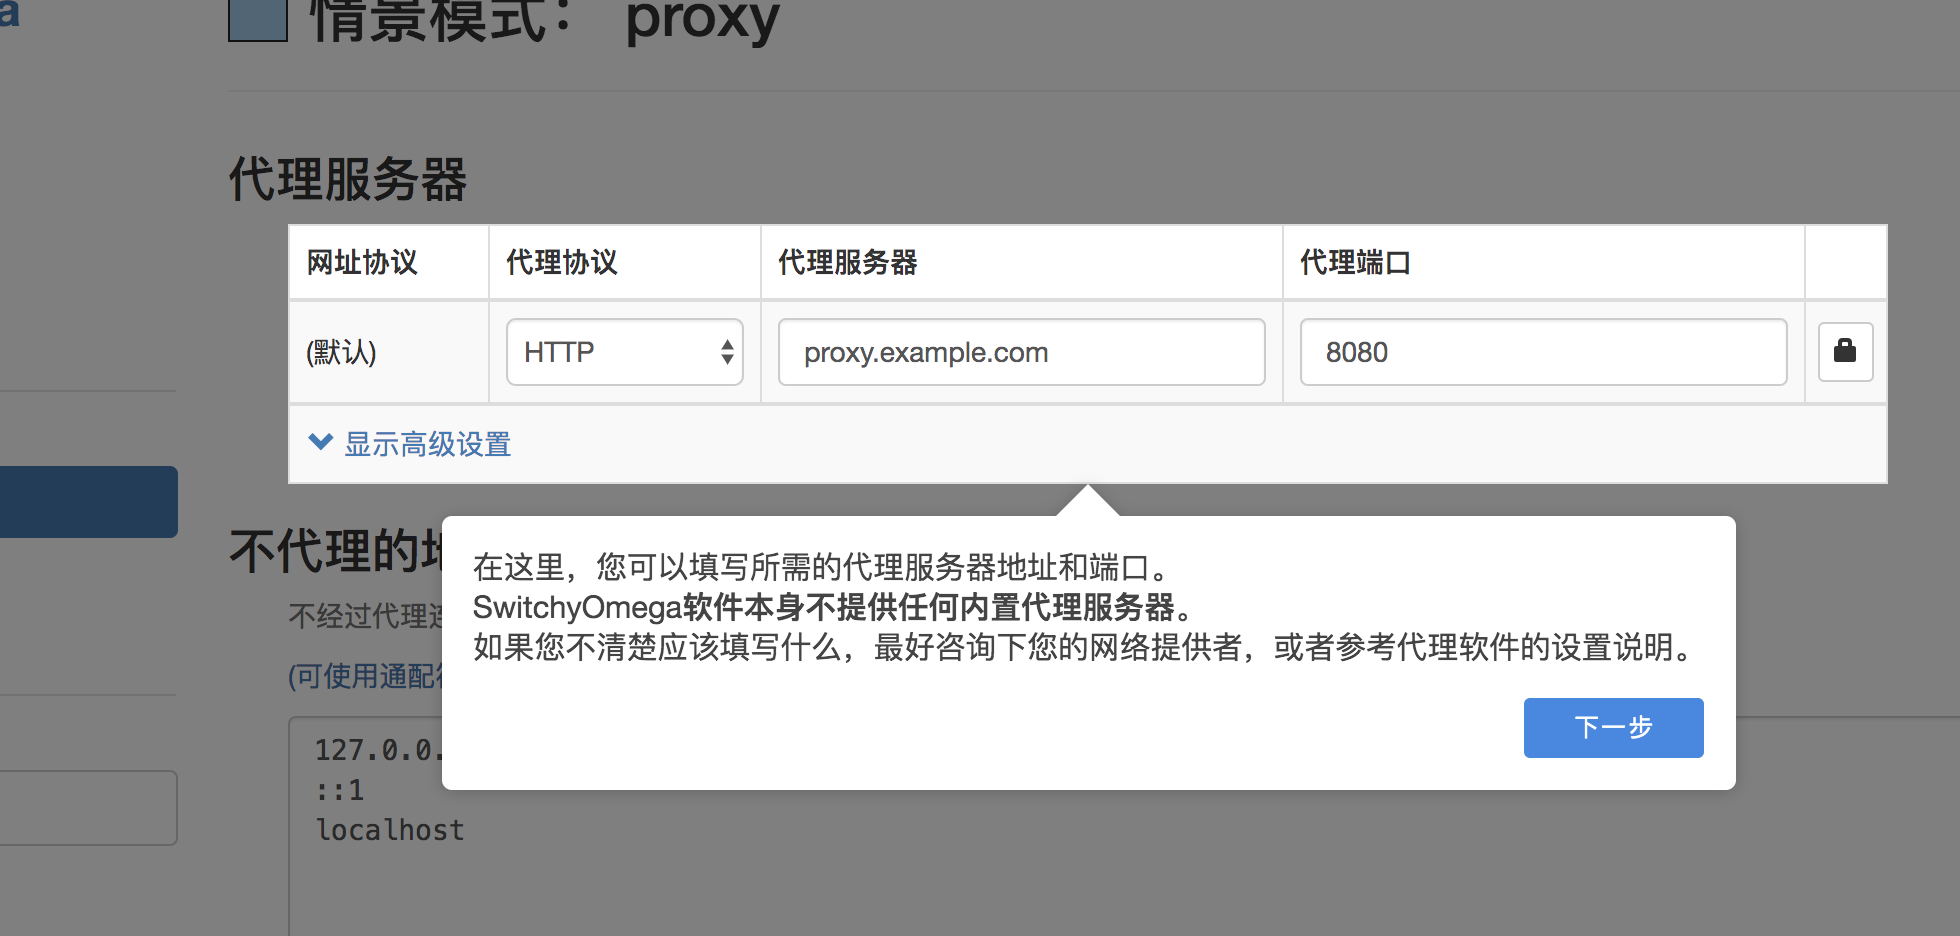 a
情景模式： proxy
代理服务器
网址协议 代理协议 代理服务器 代理端口
(默认) HTTP proxy.example.com 8080
显示高级设置
不代理的
在这里，您可以填写所需的代理服务器地址和端口。
SwitchyOmega软件本身不提供任何内置代理服务器。
如果您不清楚应该填写什么，最好咨询下您的网络提供者，或者参考代理软件的设置说明。
下一步
不经过代理连
(可使用通配符
127.0.0.
::1
localhost